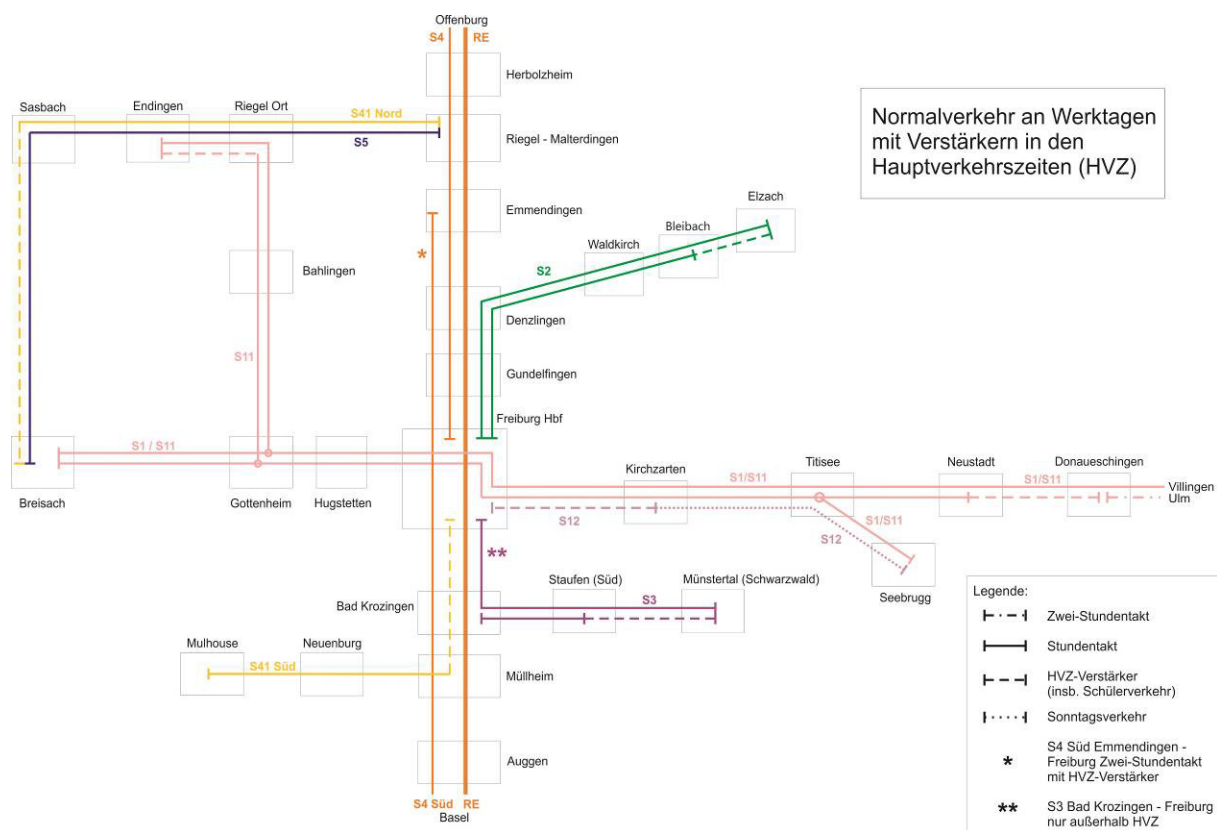 Offenburg
S4 RE
Herbolzheim
Sasbach
Endingen
Riegel Ort
S41 Nord
S5
Riegel - Malterdingen
Normalverkehr an Werktagen
mit Verstärkern in den
Hauptverkehrszeiten (HVZ)
Emmendingen
Elzach
Bleibach
Waldkirch
*
S2
Bahlingen
Denzlingen
S11
Gundelfingen
Freiburg Hbf
S1 / S11
Breisach
Gottenheim
Hugstetten
Kirchzarten
Titisee
Neustadt
Donaueschingen
S1/S11
S1/S11
Villingen
Ulm
S12
S1/S11
S12
Seebrugg
**
Staufen (Süd)
Münstertal (Schwarzwald)
S3
Bad Krozingen
Mulhouse
Neuenburg
S41 Süd
Müllheim
Auggen
S4 Süd RE
Basel
Legende:
Zwei-Stundentakt
Stundentakt
HVZ-Verstärker
(insb. Schülerverkehr)
Sonntagsverkehr
* S4 Süd Emmendingen -
Freiburg Zwei-Stundentakt
mit HVZ-Verstärker
** S3 Bad Krozingen - Freiburg
nur außerhalb HVZ